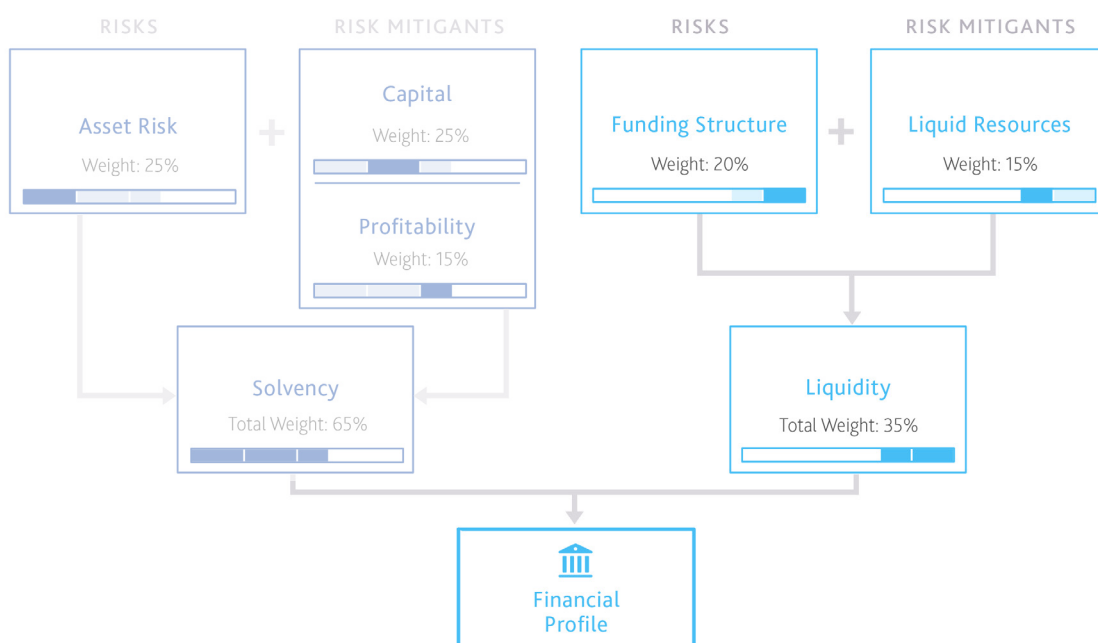 RISKS
RISK MITIGANTS
RISKS
RISK MITIGANTS
Asset Risk
Weight: 25%
+
Capital
Weight: 25%
Profitability
Weight: 15%
Funding Structure
Weight: 20%
+
Liquid Resources
Weight: 15%
Solvency
Total Weight: 65%
Liquidity
Total Weight: 35%
Financial
Profile